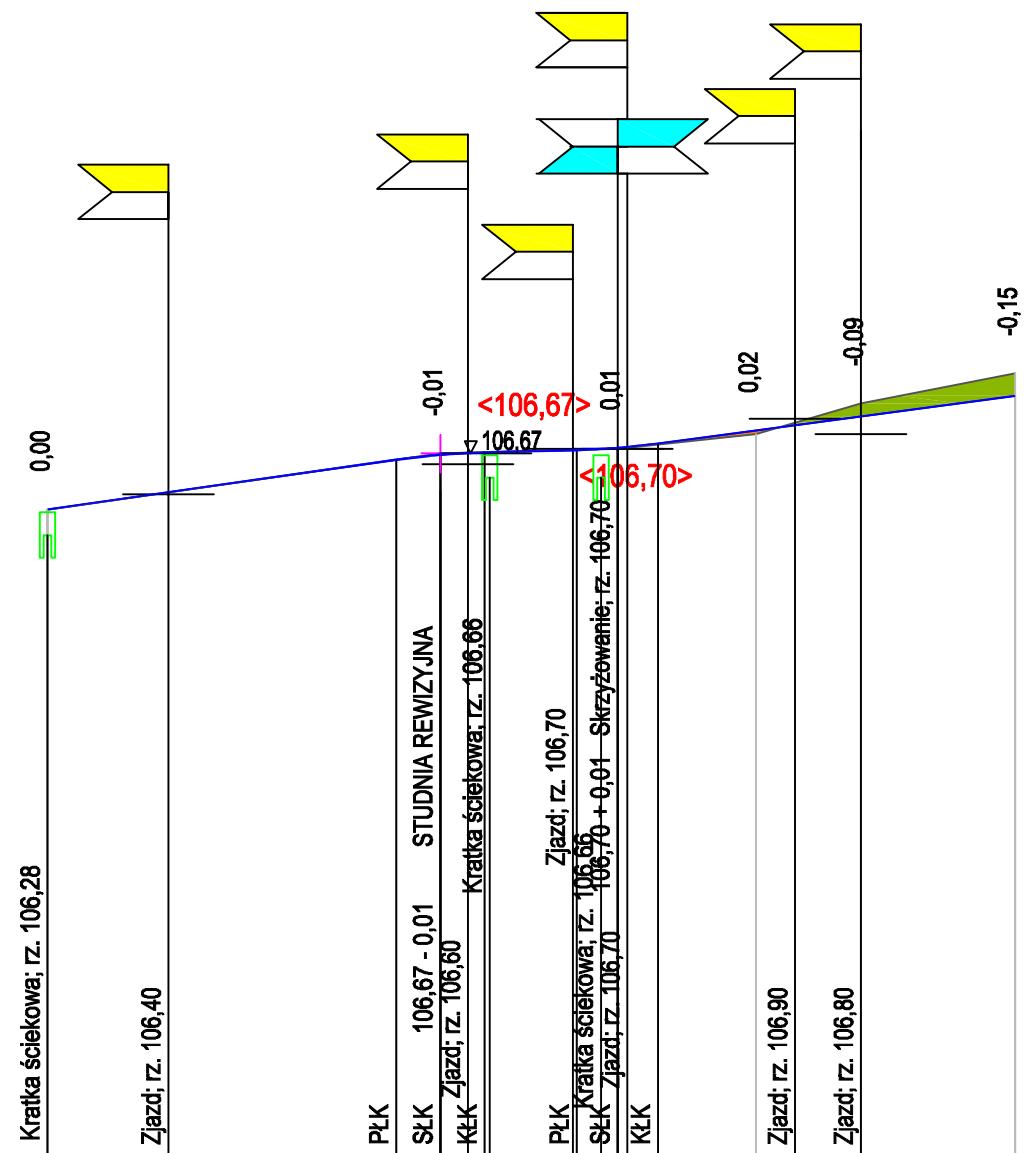 0,00
-0,01
<106,67>
106,67
0,01
<106,70>
0,02
-0,09
-0,15
Kratka ściekowa; rz. 106,28
Zjazd; rz. 106,40
PŁK
SŁK
106,67 - 0,01
STUDNIA REWIZYJNA
Zjazd; rz. 106,60
KŁK
Kratka ściekowa; rz. 106,66
PŁK
Zjazd; rz. 106,70
Kratka ściekowa; rz. 106,66
SŁK
106,70 + 0,01
Skrzyżowanie; rz. 106,70
Zjazd; rz. 106,70
KŁK
Zjazd; rz. 106,90
Zjazd; rz. 106,80